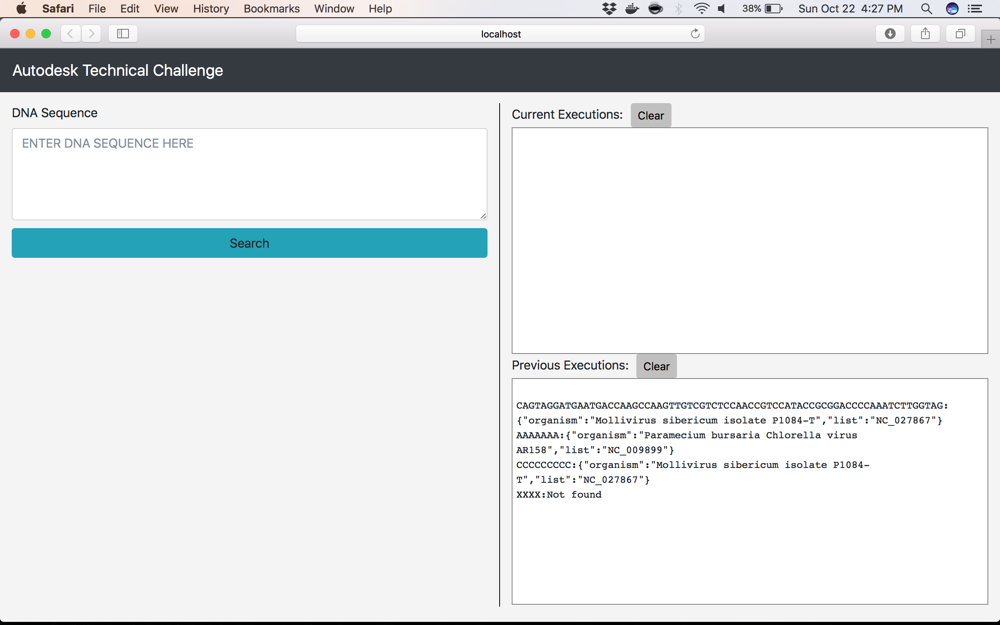 Safari File Edit View History Bookmarks Window Help 38% Sun Oct 22 4:27 PM
localhost
Autodesk Technical Challenge
DNA Sequence
ENTER DNA SEQUENCE HERE
Search
Current Executions: Clear
Previous Executions: Clear
CAGTAGGATGAATGACCAAGCCAAGTTGTCGTCTCCAACCGTCCATACCGCGGACCCCAAATCTTGGTAG:
{"organism":"Mollivirus sibericum isolate P1084-T","list":"NC_027867"}
AAAAAAA:{"organism":"Paramecium bursaria Chlorella virus
AR158","list":"NC_009899"}
CCCCCCCCC:{"organism":"Mollivirus sibericum isolate P1084-
T","list":"NC_027867"}
XXXX:Not found